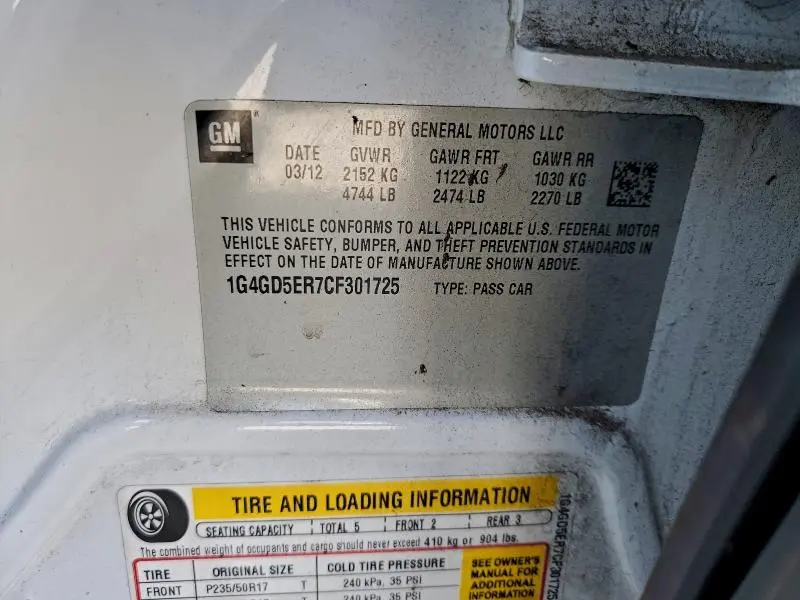 GM
MFD BY GENERAL MOTORS LLC
DATE GVWR GAWR FRT GAWR RR
03/12 2152 KG 1122 KG 1030 KG
4744 LB 2474 LB 2270 LB
THIS VEHICLE CONFORMS TO ALL APPLICABLE U.S. FEDERAL MOTOR
VEHICLE SAFETY, BUMPER, AND THEFT PREVENTION STANDARDS IN
EFFECT ON THE DATE OF MANUFACTURE SHOWN ABOVE.
1G4GD5ER7CF301725 TYPE: PASS CAR
TIRE AND LOADING INFORMATION
SEATING CAPACITY TOTAL 5 FRONT 2 REAR 3
The combined weight of occupants and cargo should never exceed 410 kg or 904 lbs.
TIRE ORIGINAL SIZE COLD TIRE PRESSURE
FRONT P235/50R17 T 240 kPa, 35 PSI
SEE OWNER'S
MANUAL FOR
ADDITIONAL
INFORMATION
1G4GD5ER7CF301725